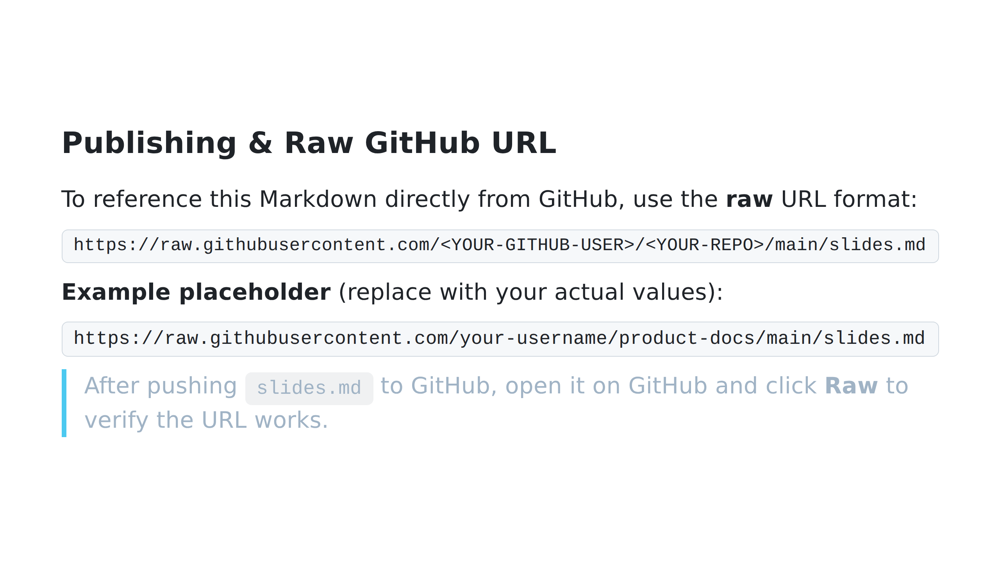 Publishing & Raw GitHub URL
To reference this Markdown directly from GitHub, use the raw URL format:
https://raw.githubusercontent.com/<YOUR-GITHUB-USER>/<YOUR-REPO>/main/slides.md
Example placeholder (replace with your actual values):
https://raw.githubusercontent.com/your-username/product-docs/main/slides.md
After pushing slides.md to GitHub, open it on GitHub and click Raw to
verify the URL works.